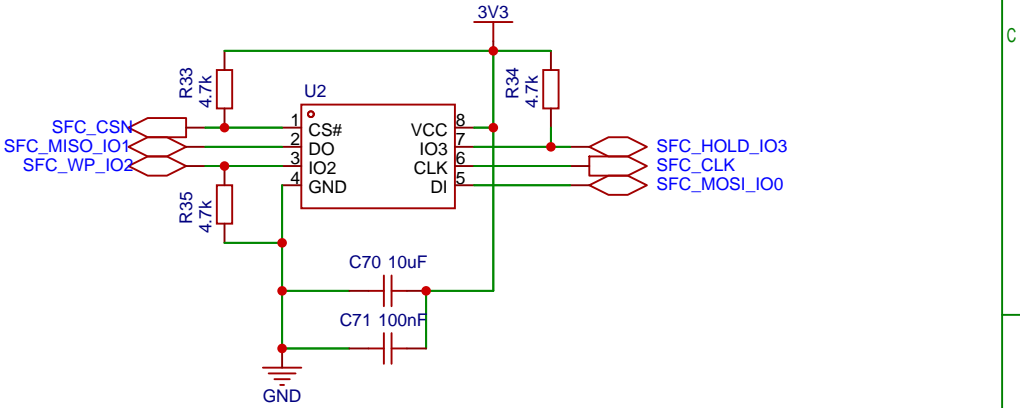 3V3
C
R33
4.7k
R34
4.7k
U2
SFC_CSN
1
CS#
VCC
8
SFC_MISO_IO1
2
DO
IO3
7
SFC_HOLD_IO3
SFC_WP_IO2
3
IO2
CLK
6
SFC_CLK
4
GND
DI
5
SFC_MOSI_IO0
R35
4.7k
C70 10uF
C71 100nF
GND